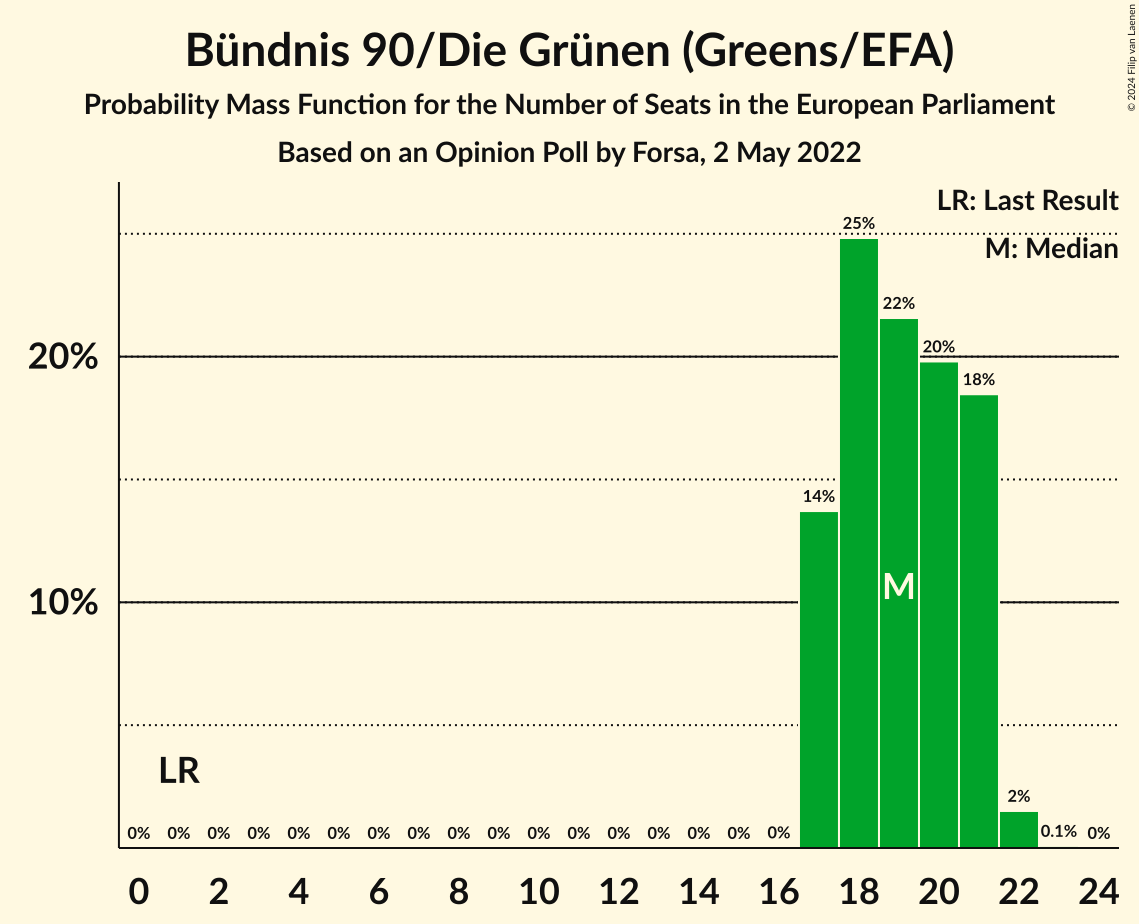 Bündnis 90/Die Grünen (Greens/EFA)
Probability Mass Function for the Number of Seats in the European Parliament
Based on an Opinion Poll by Forsa, 2 May 2022
© 2024 Filip van Laenen
LR: Last Result
M: Median
25%
22%
20%
20%
18%
14%
10%
M
LR
2%
0% 0% 0% 0% 0% 0% 0% 0% 0% 0% 0% 0% 0% 0% 0% 0% 0% 0.1% 0%
0 2 4 6 8 10 12 14 16 18 20 22 24